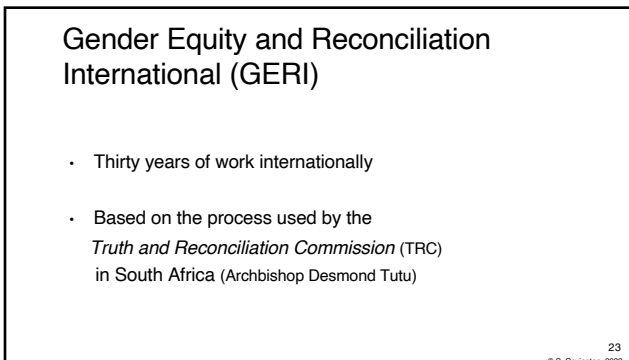 Gender Equity and Reconciliation
International (GERI)
• Thirty years of work internationally
• Based on the process used by the
Truth and Reconciliation Commission (TRC)
in South Africa (Archbishop Desmond Tutu)
23